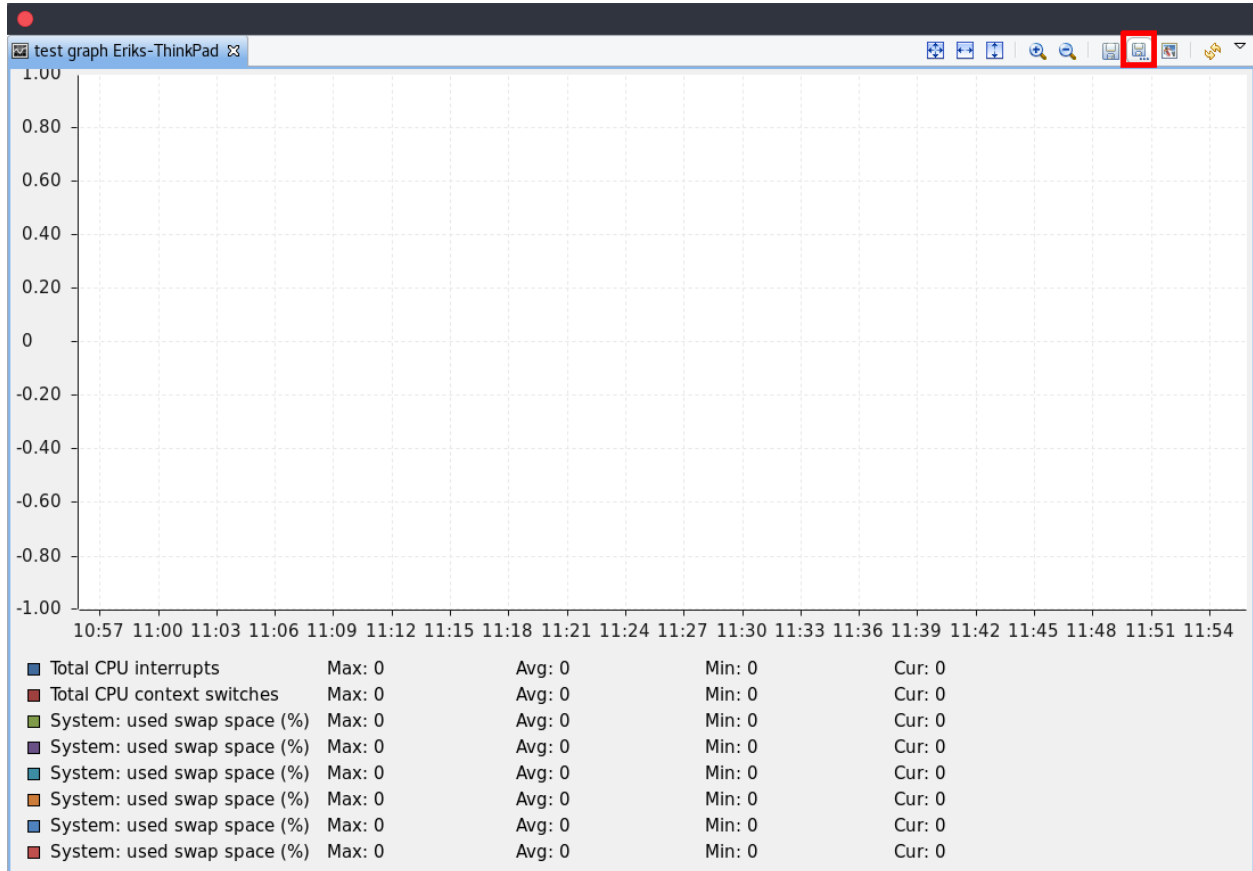 test graph Eriks-ThinkPad
1.00
0.80
0.60
0.40
0.20
0
-0.20
-0.40
-0.60
-0.80
-1.00
10:57 11:00 11:03 11:06 11:09 11:12 11:15 11:18 11:21 11:24 11:27 11:30 11:33 11:36 11:39 11:42 11:45 11:48 11:51 11:54
Total CPU interrupts Max: 0 Avg: 0 Min: 0 Cur: 0
Total CPU context switches Max: 0 Avg: 0 Min: 0 Cur: 0
System: used swap space (%) Max: 0 Avg: 0 Min: 0 Cur: 0
System: used swap space (%) Max: 0 Avg: 0 Min: 0 Cur: 0
System: used swap space (%) Max: 0 Avg: 0 Min: 0 Cur: 0
System: used swap space (%) Max: 0 Avg: 0 Min: 0 Cur: 0
System: used swap space (%) Max: 0 Avg: 0 Min: 0 Cur: 0
System: used swap space (%) Max: 0 Avg: 0 Min: 0 Cur: 0